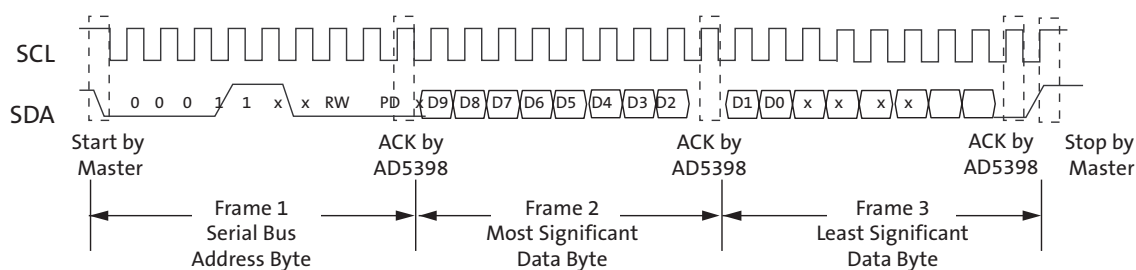 SCL
SDA
0 0 0 1 1 x x RW PD x D9 D8 D7 D6 D5 D4 D3 D2 D1 D0 x x x x
Start by
Master
ACK by
AD5398
ACK by
AD5398
ACK by
AD5398
Stop by
Master
Frame 1
Serial Bus
Address Byte
Frame 2
Most Significant
Data Byte
Frame 3
Least Significant
Data Byte